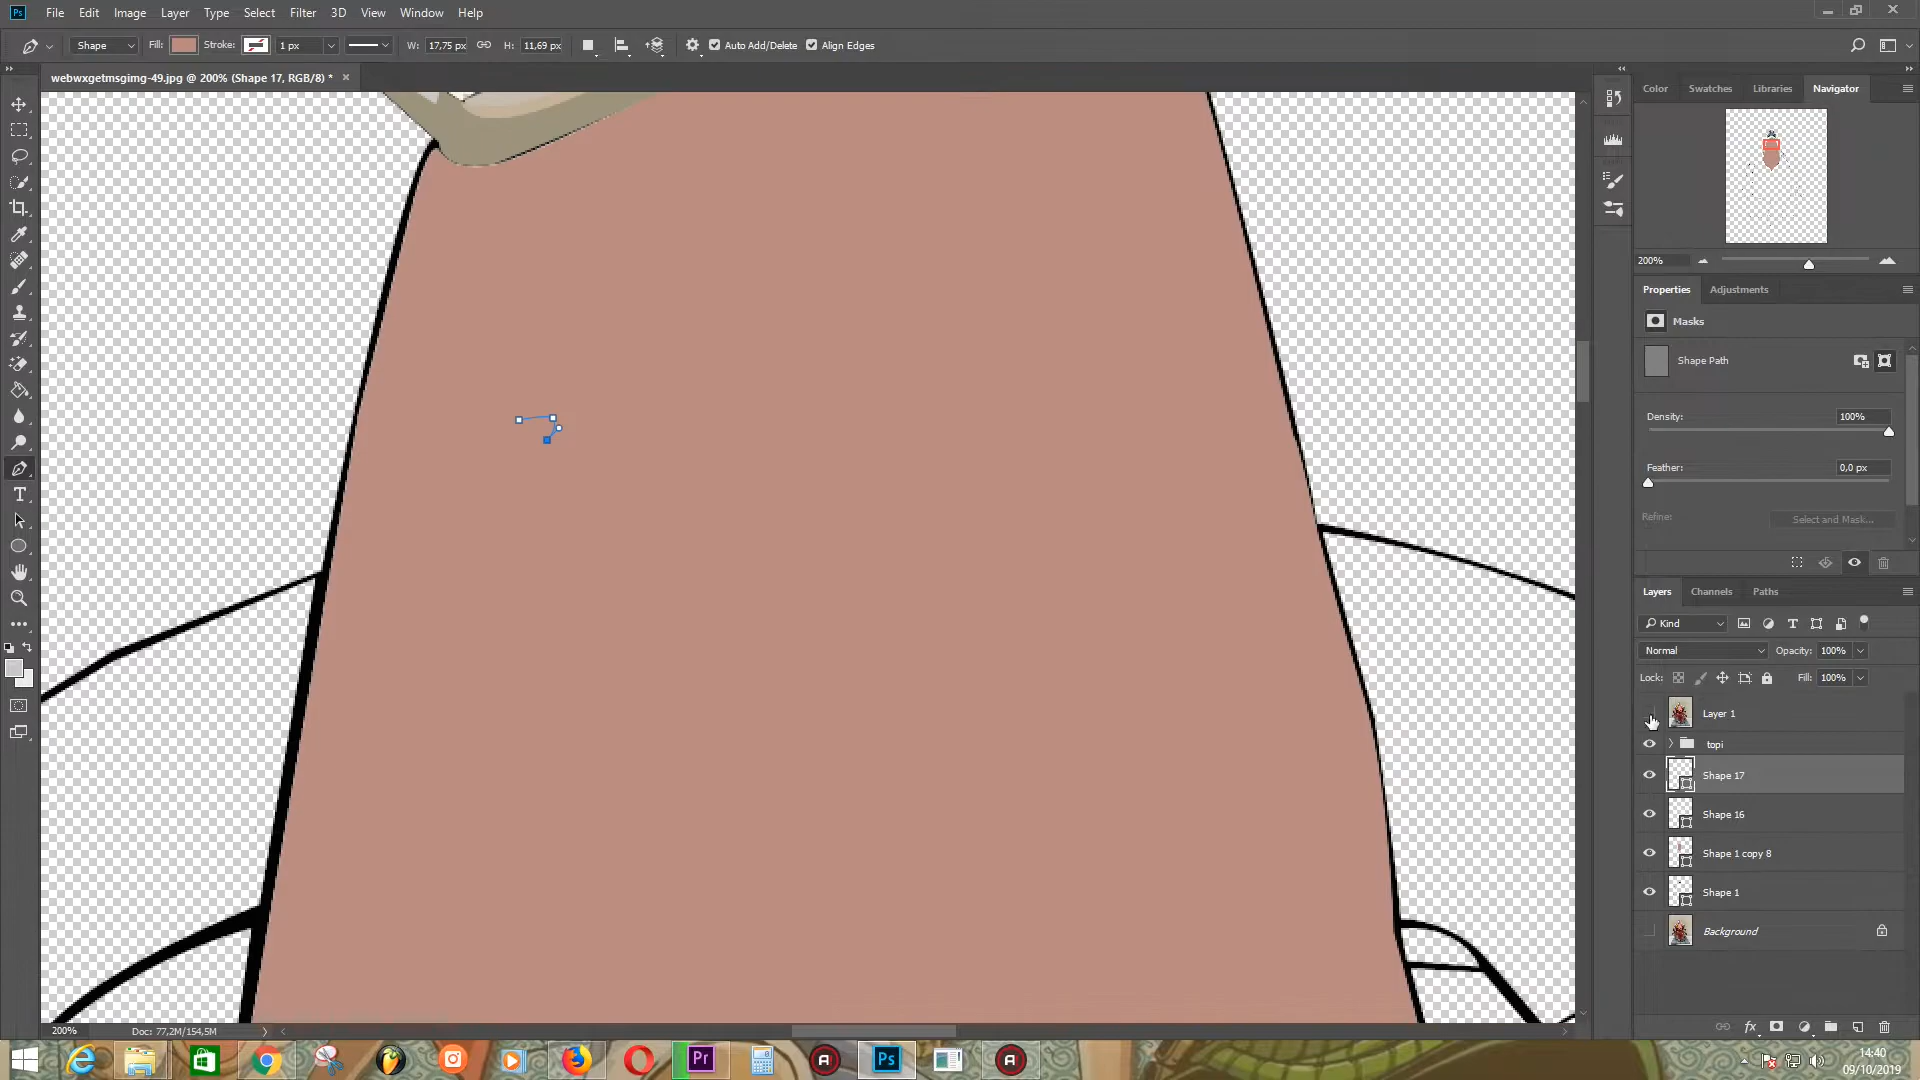 Ps File Edit Image Layer Type Select Filter 3D View Window Help
Shape Fill: Stroke: 1 px W: 17,75 px H: 11,69 px Auto Add/Delete Align Edges
webwxgetmsgimg-49.jpg @ 200% (Shape 17, RGB/8) *
Color Swatches Libraries Navigator
200%
Properties Adjustments
Masks
Shape Path
Density: 100%
Feather: 0,0 px
Refine: Select and Mask...
Layers Channels Paths
Kind
Normal Opacity: 100%
Lock: Fill: 100%
Layer 1
topi
Shape 17
Shape 16
Shape 1 copy 8
Shape 1
Background
200% Doc: 77,2M/154,5M
Pr Ps
14:40
09/10/2019